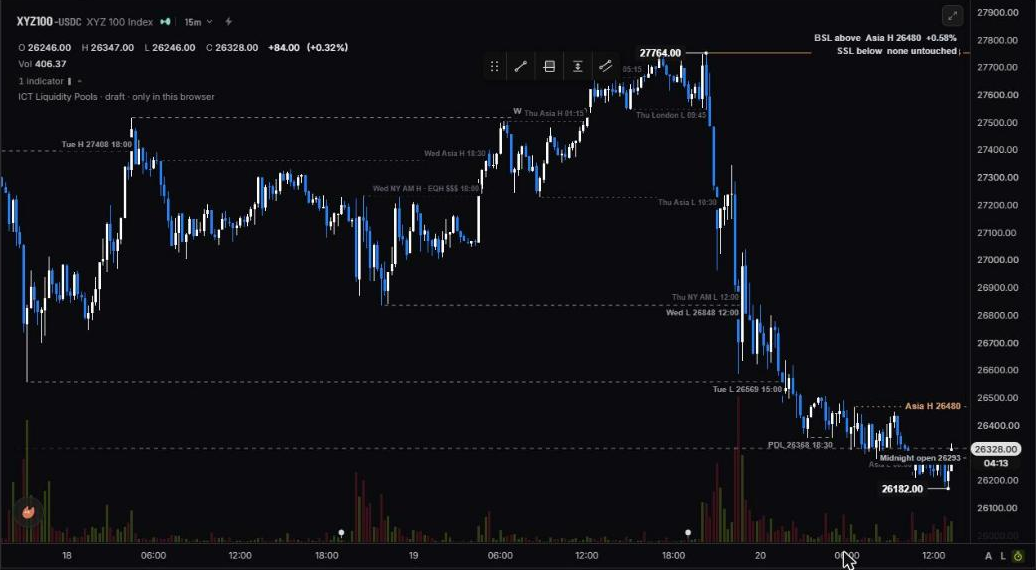 XYZ100-USDC XYZ 100 Index 15m
O 26246.00 H 26347.00 L 26246.00 C 26328.00 +84.00 (+0.32%)
Vol 406.37
1 indicator
ICT Liquidity Pools · draft · only in this browser
BSL above Asia H 26480 +0.58%
SSL below none untouched
27764.00
05:15
W Thu Asia H 01:15
Thu London L 09:45
Tue H 27408 18:00
Wed Asia H 18:30
Wed NY AM H · EQH $$$ 18:00
Thu Asia L 10:30
Thu NY AM L 12:00
Wed L 26848 12:00
Tue L 26569 15:00
Asia H 26480
PDL 26368 18:30
Midnight open 26293
26182.00
27900.00
27800.00
27700.00
27600.00
27500.00
27400.00
27300.00
27200.00
27100.00
27000.00
26900.00
26800.00
26700.00
26600.00
26500.00
26400.00
26328.00
04:13
26200.00
26100.00
26000.00
18 06:00 12:00 18:00 19 06:00 12:00 18:00 20 12:00
A L